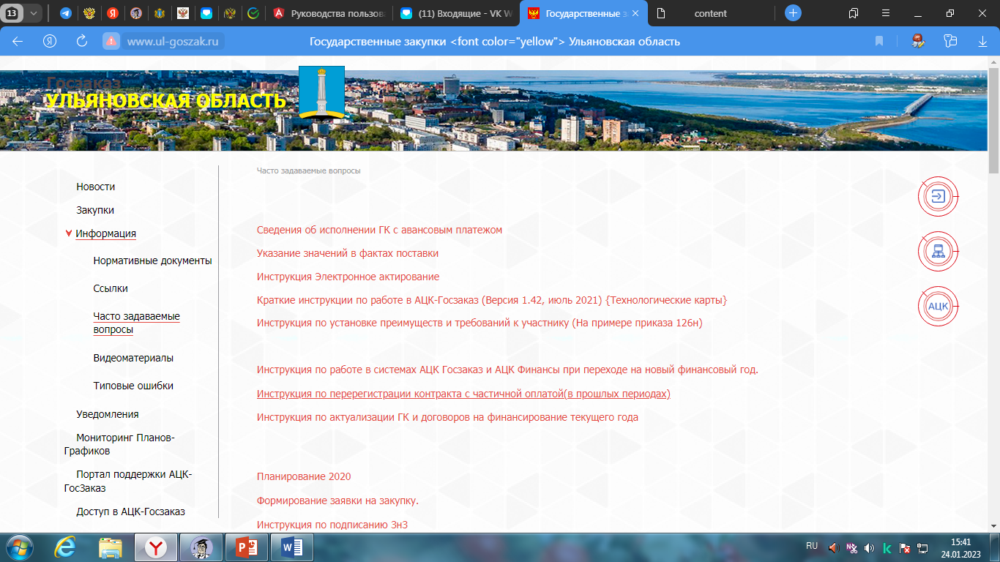 13
Руководства пользова
(11) Входящие - VK W
Государственные за
content
www.ul-goszak.ru
Государственные закупки <font color="yellow"> Ульяновская область
Госзаказ
УЛЬЯНОВСКАЯ ОБЛАСТЬ
Новости
Закупки
Информация
Нормативные документы
Ссылки
Часто задаваемые
вопросы
Видеоматериалы
Типовые ошибки
Уведомления
Мониторинг Планов-
Графиков
Портал поддержки АЦК-
ГосЗаказ
Доступ в АЦК-Госзаказ
Часто задаваемые вопросы
Сведения об исполнении ГК с авансовым платежом
Указание значений в фактах поставки
Инструкция Электронное актирование
Краткие инструкции по работе в АЦК-Госзаказ (Версия 1.42, июль 2021) {Технологические карты}
Инструкция по установке преимуществ и требований к участнику (На примере приказа 126н)
Инструкция по работе в системах АЦК Госзаказ и АЦК Финансы при переходе на новый финансовый год.
Инструкция по перерегистрации контракта с частичной оплатой(в прошлых периодах)
Инструкция по актуализации ГК и договоров на финансирование текущего года
Планирование 2020
Формирование заявки на закупку.
Инструкция по подписанию ЗнЗ
АЦК
RU
15:41
24.01.2023